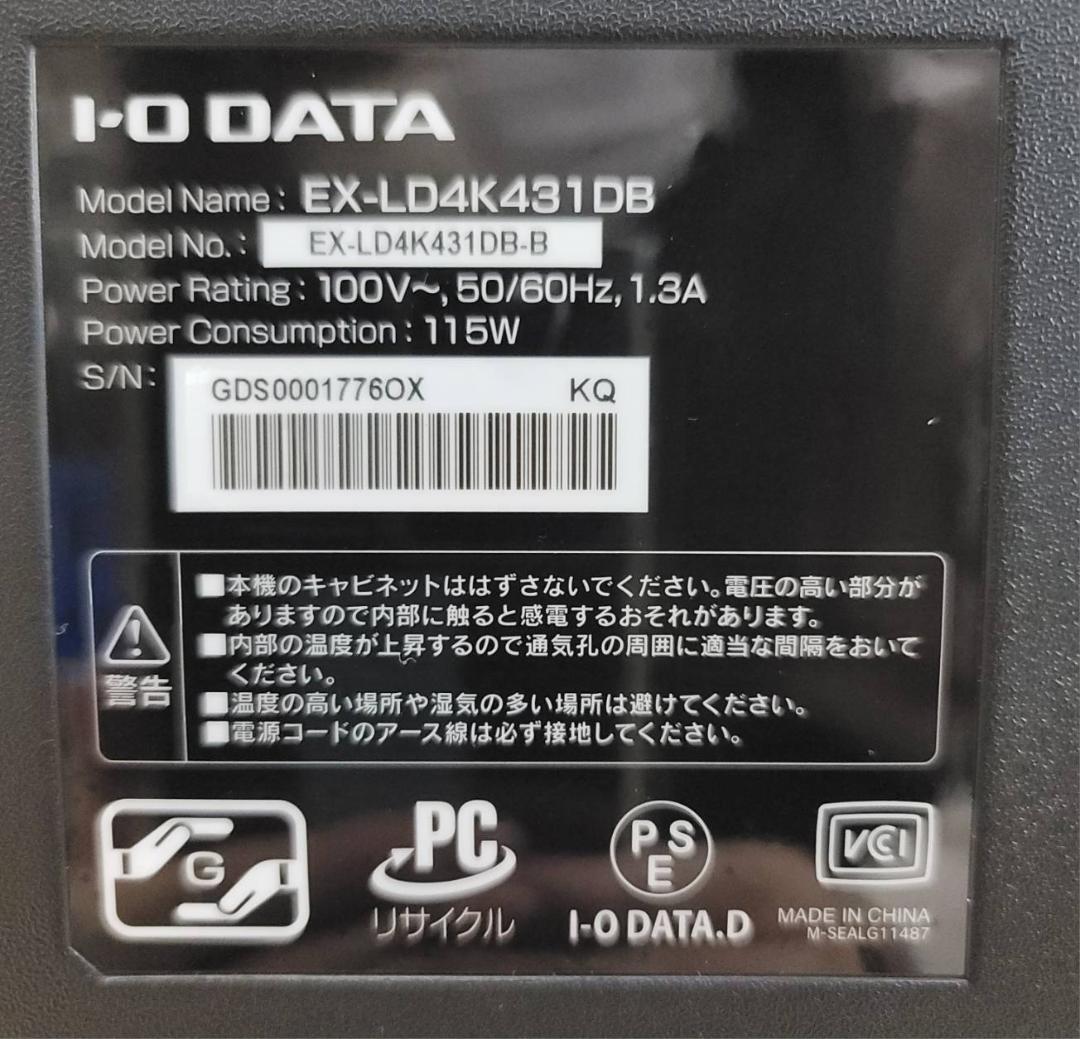 I-O DATA
Model Name: EX-LD4K431DB
Model No.: EX-LD4K431DB-B
Power Rating: 100V～, 50/60Hz, 1.3A
Power Consumption: 115W
S/N:
GDS0001776OX KQ
■本機のキャビネットははずさないでください。電圧の高い部分が
ありますので内部に触ると感電するおそれがあります。
■内部の温度が上昇するので通気孔の周囲に適当な間隔をおいて
ください。
■温度の高い場所や湿気の多い場所は避けてください。
■電源コードのアース線は必ず接地してください。
警告
G
PC
リサイクル
PS
E
I-O DATA.D
VCCI
MADE IN CHINA
M-SEALG11487